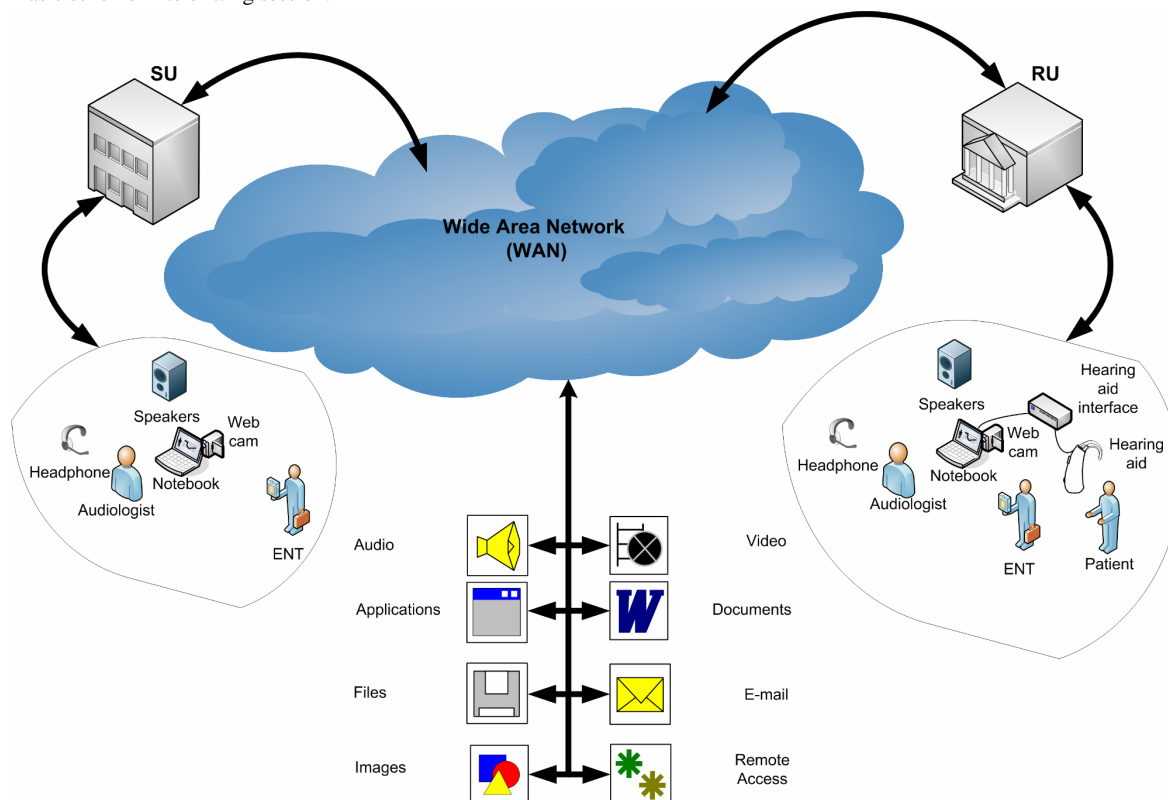 SU
RU
Wide Area Network
(WAN)
Speakers
Web
cam
Headphone
Notebook
Audiologist
ENT
Hearing
aid
interface
Speakers
Web
cam
Hearing
aid
Headphone
Notebook
Audiologist
ENT
Patient
Audio
Video
Applications
W
Documents
Files
E-mail
Images
Remote
Access